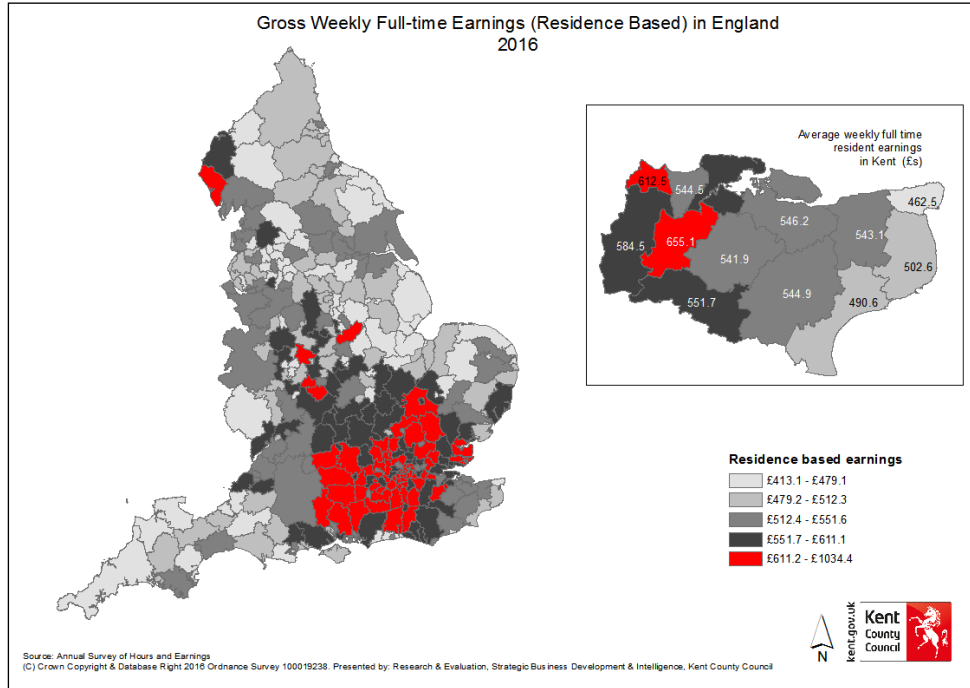 Gross Weekly Full-time Earnings (Residence Based) in England
2016
Average weekly full time
resident earnings
in Kent (£s)
612.5
544.5
462.5
546.2
543.1
584.5
655.1
541.9
502.6
544.9
490.6
551.7
Residence based earnings
£413.1 - £479.1
£479.2 - £512.3
£512.4 - £551.6
£551.7 - £611.1
£611.2 - £1034.4
N
kent.gov.uk
Kent
County
Council
Source: Annual Survey of Hours and Earnings
(C) Crown Copyright & Database Right 2016 Ordnance Survey 100019238. Presented by: Research & Evaluation, Strategic Business Development & Intelligence, Kent County Council